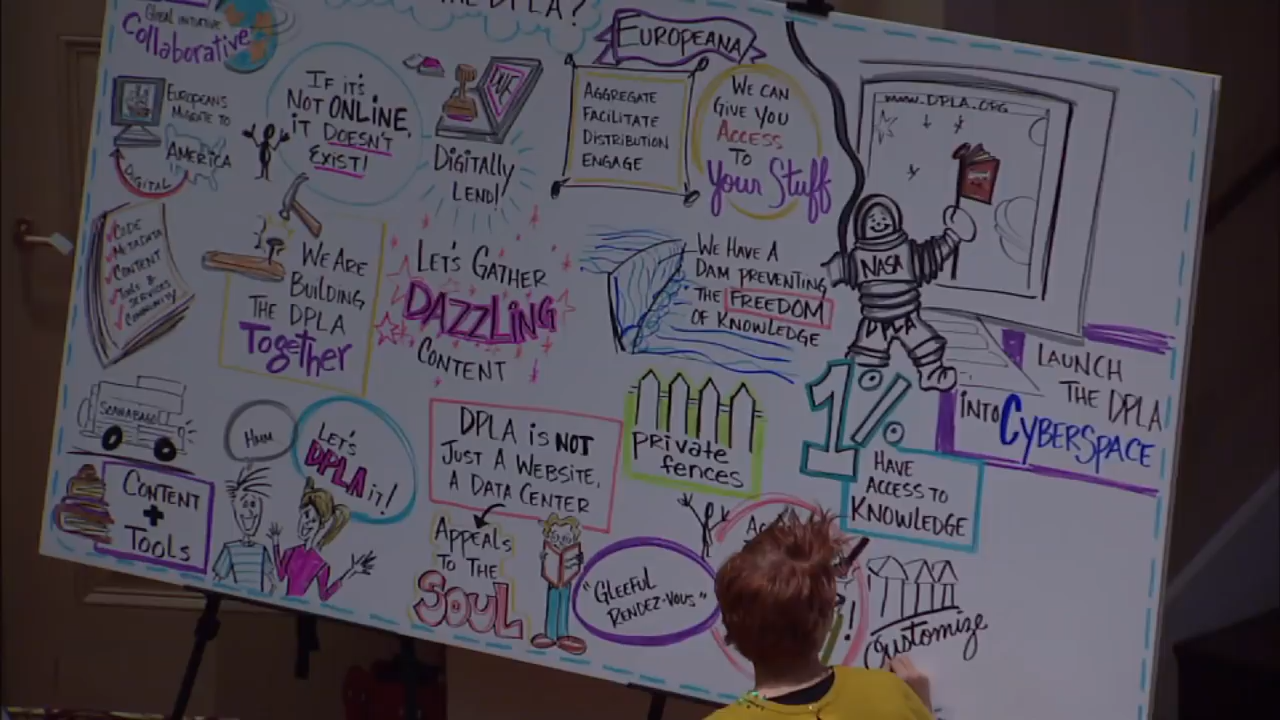 THE DPLA?
Global initiative
Collaborative
EUROPEANS
MIGRATE TO
AMERICA
DIGITAL
IF IT'S
NOT ONLINE,
IT DOESN'T
EXIST!
DIGITALLY
LEND!
EUROPEANA
AGGREGATE
FACILITATE
DISTRIBUTION
ENGAGE
WE CAN
GIVE YOU
ACCESS
TO
Your Stuff
www.DPLA.ORG
NASA
DPLA
CODE
METADATA
CONTENT
TOOLS &
SERVICES
COMMUNITY
WE ARE
BUILDING
THE DPLA
Together
LET'S GATHER
DAZZLING
CONTENT
WE HAVE A
DAM PREVENTING
THE FREEDOM
OF KNOWLEDGE
LAUNCH
THE DPLA
INTO CYBERSPACE
SCANNABAGO
HMM
LET'S
DPLA IT!
CONTENT
+
TOOLS
DPLA IS NOT
JUST A WEBSITE,
A DATA CENTER
APPEALS
TO THE
SOUL
private
fences
1%
HAVE
ACCESS TO
KNOWLEDGE
"GLEEFUL
RENDEZ-VOUS"
!
Customize